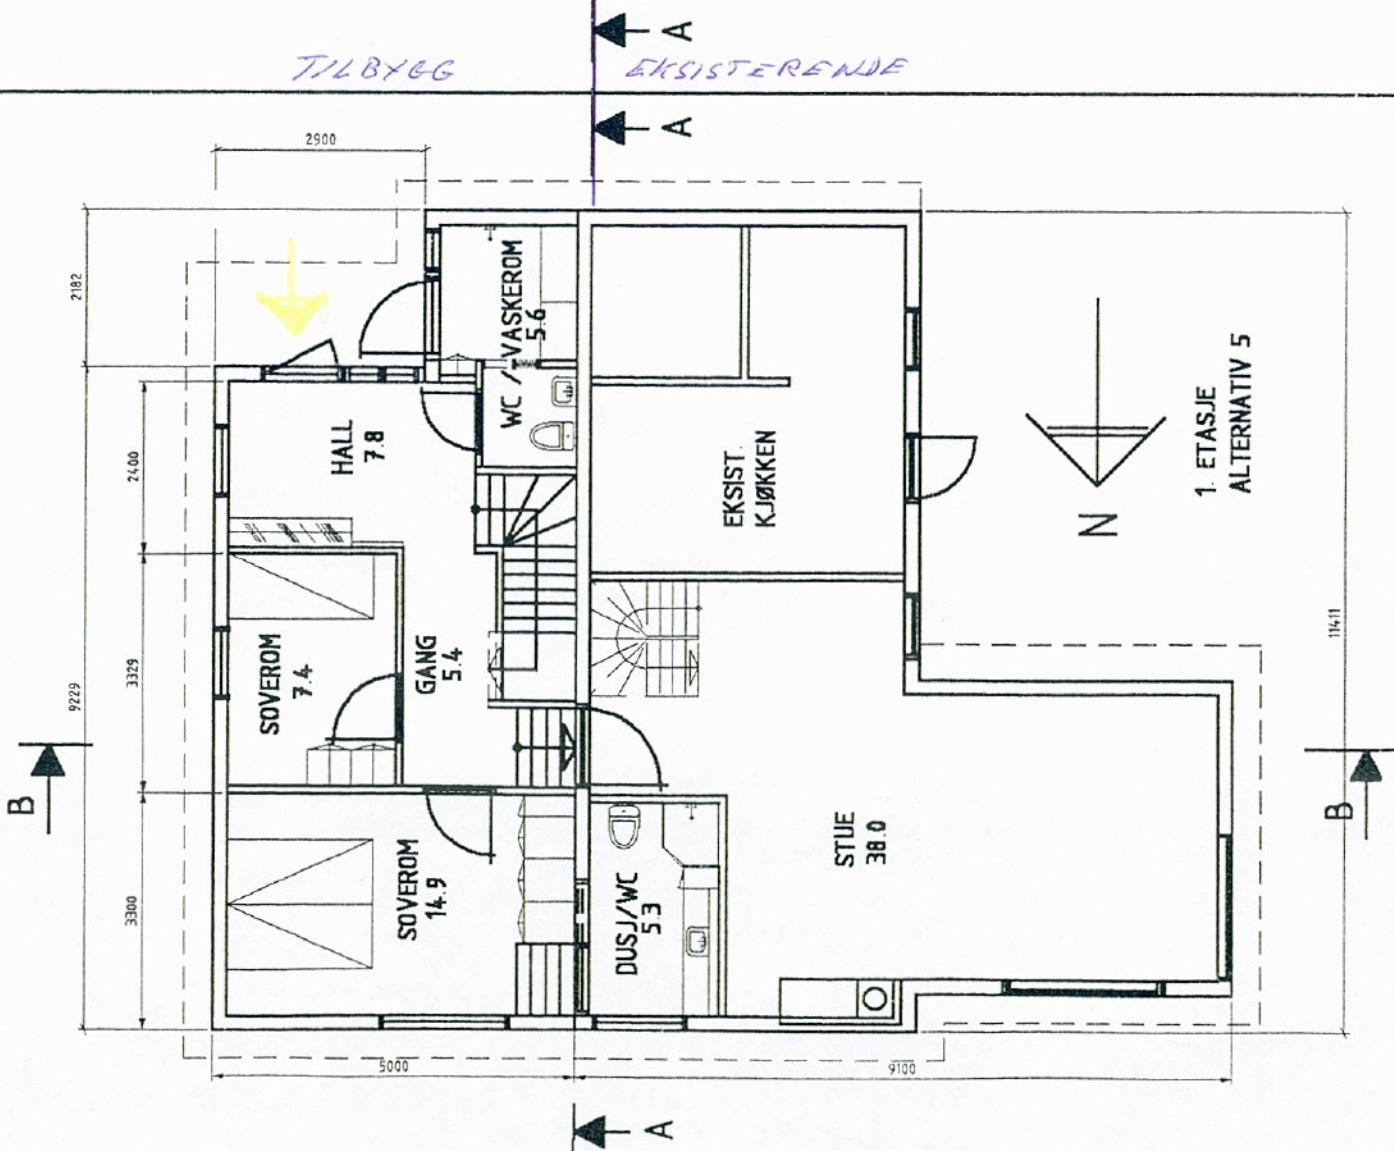 A
TILBYGG
EKSISTERENDE
A
2900
2182
9229
2400
3329
3300
11411
HALL
7.8
WC / VASKEROM
5.6
EKSIST.
KJØKKEN
SOVEROM
7.4
GANG
5.4
SOVEROM
14.9
DUSJ/WC
5.3
STUE
38.0
N
1. ETASJE
ALTERNATIV 5
B
B
5000
9100
A